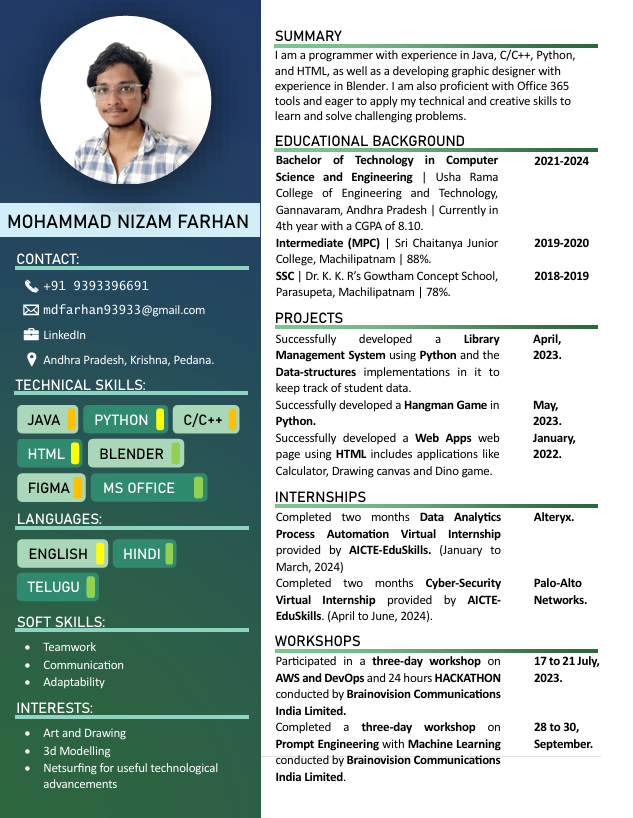 MOHAMMAD NIZAM FARHAN
CONTACT:
+91 9393396691
mdfarhan93933@gmail.com
LinkedIn
Andhra Pradesh, Krishna, Pedana.
TECHNICAL SKILLS:
JAVA PYTHON C/C++
HTML BLENDER
FIGMA MS OFFICE
LANGUAGES:
ENGLISH HINDI
TELUGU
SOFT SKILLS:
• Teamwork
• Communication
• Adaptability
INTERESTS:
• Art and Drawing
• 3d Modelling
• Netsurfing for useful technological
advancements
SUMMARY
I am a programmer with experience in Java, C/C++, Python,
and HTML, as well as a developing graphic designer with
experience in Blender. I am also proficient with Office 365
tools and eager to apply my technical and creative skills to
learn and solve challenging problems.
EDUCATIONAL BACKGROUND
Bachelor of Technology in Computer 2021-2024
Science and Engineering | Usha Rama
College of Engineering and Technology,
Gannavaram, Andhra Pradesh | Currently in
4th year with a CGPA of 8.10.
Intermediate (MPC) | Sri Chaitanya Junior 2019-2020
College, Machilipatnam | 88%.
SSC | Dr. K. K. R's Gowtham Concept School, 2018-2019
Parasupeta, Machilipatnam | 78%.
PROJECTS
Successfully developed a Library April,
Management System using Python and the 2023.
Data-structures implementations in it to
keep track of student data.
Successfully developed a Hangman Game in May,
Python. 2023.
Successfully developed a Web Apps web January,
page using HTML includes applications like 2022.
Calculator, Drawing canvas and Dino game.
INTERNSHIPS
Completed two months Data Analytics Alteryx.
Process Automation Virtual Internship
provided by AICTE-EduSkills. (January to
March, 2024)
Completed two months Cyber-Security Palo-Alto
Virtual Internship provided by AICTE- Networks.
EduSkills. (April to June, 2024).
WORKSHOPS
Participated in a three-day workshop on 17 to 21 July,
AWS and DevOps and 24 hours HACKATHON 2023.
conducted by Brainovision Communications
India Limited.
Completed a three-day workshop on 28 to 30,
Prompt Engineering with Machine Learning September.
conducted by Brainovision Communications
India Limited.